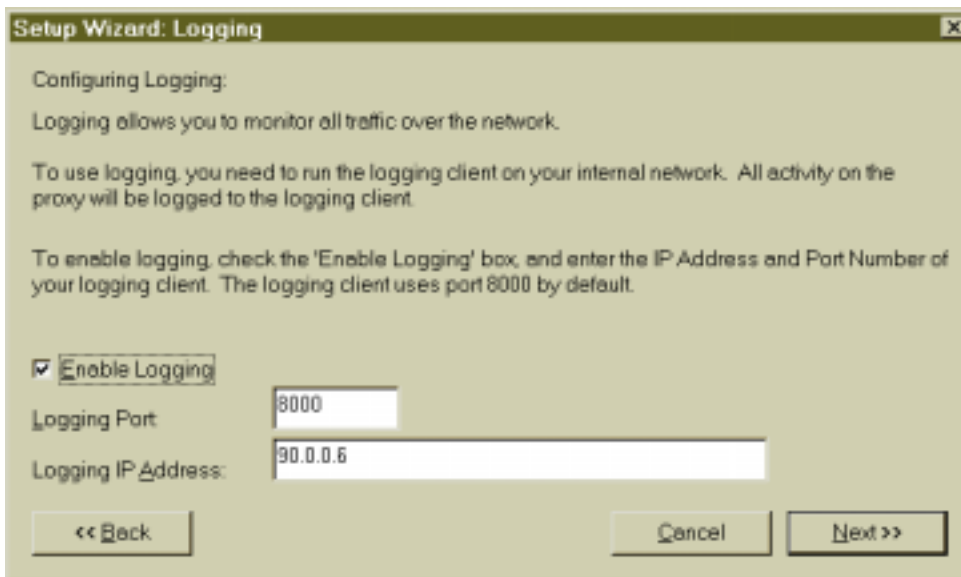 Setup Wizard: Logging
Configuring Logging:
Logging allows you to monitor all traffic over the network.
To use logging, you need to run the logging client on your internal network. All activity on the
proxy will be logged to the logging client.
To enable logging, check the 'Enable Logging' box, and enter the IP Address and Port Number of
your logging client. The logging client uses port 8000 by default.
Enable Logging
Logging Port:
8000
Logging IP Address:
90.0.0.6
<< Back
Cancel
Next >>